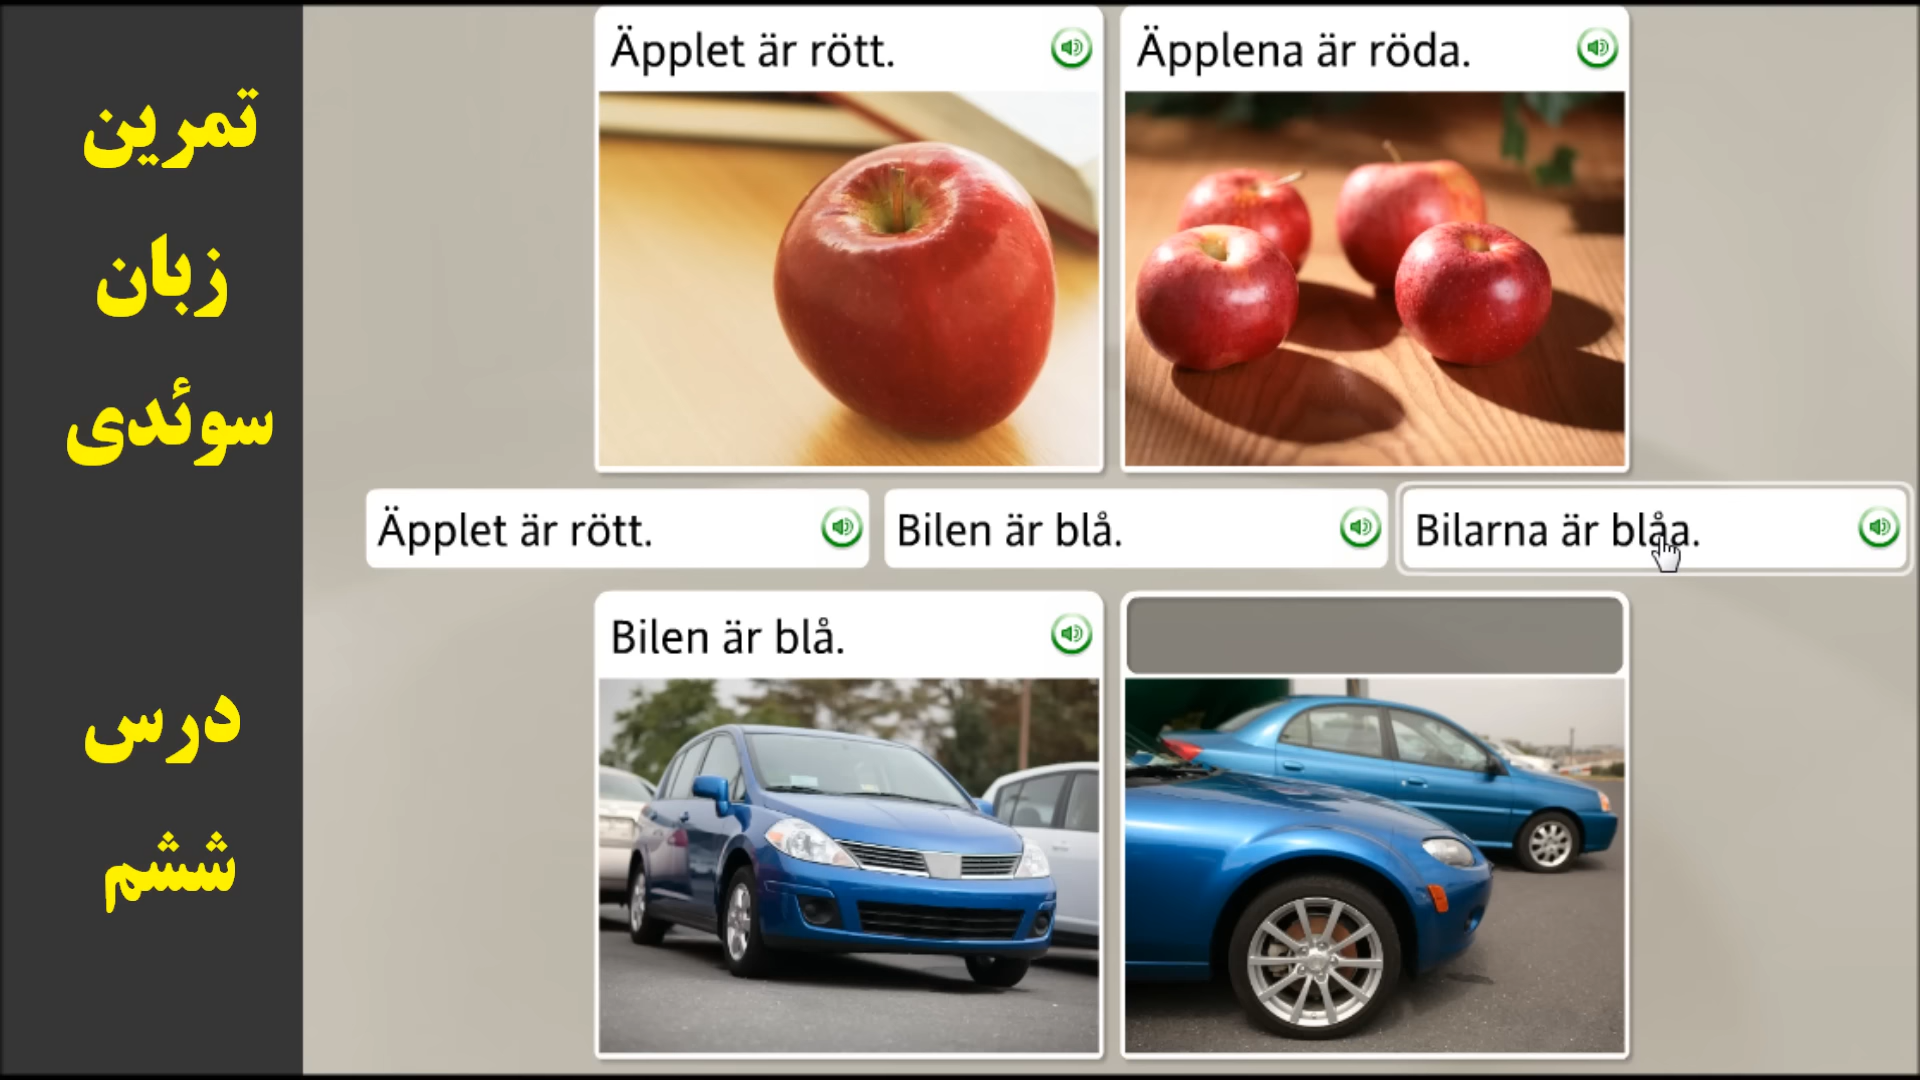 تمرین
زبان
سوئدی
درس
ششم
Äpplet är rött.
Äpplena är röda.
Äpplet är rött.
Bilen är blå.
Bilarna är blåa.
Bilen är blå.